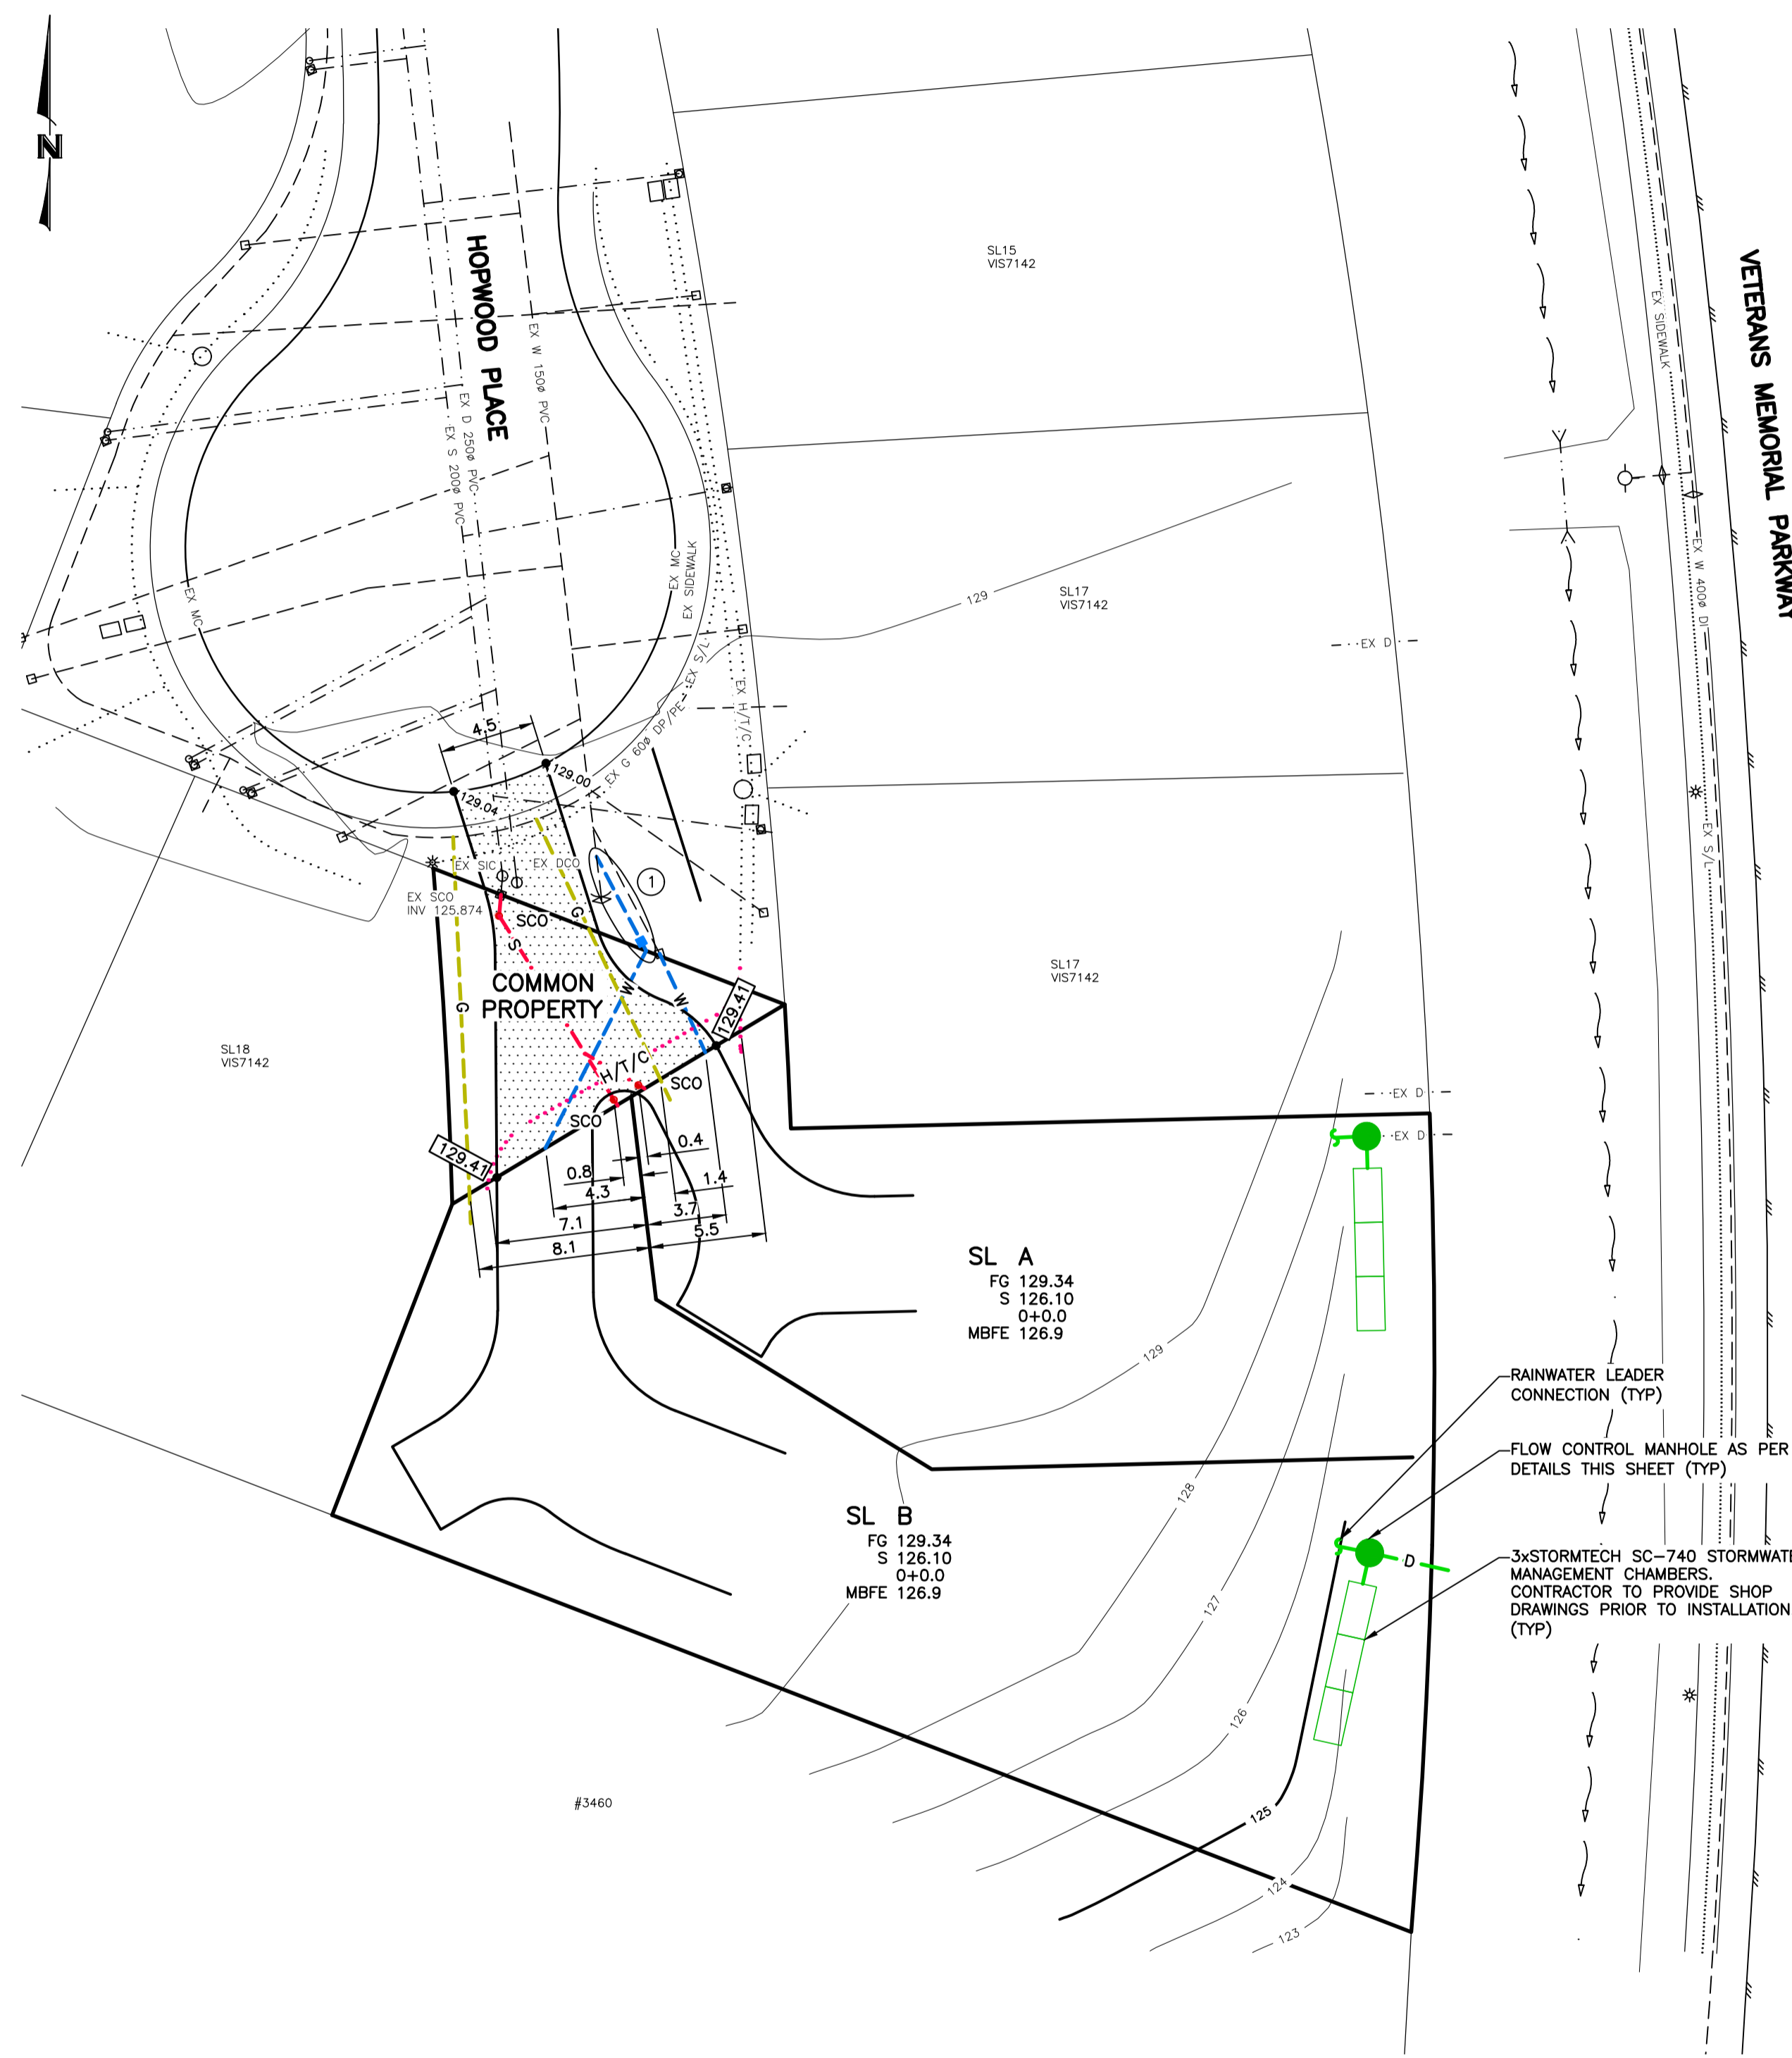 N
HOPWOOD PLACE
VETERANS MEMORIAL PARKWAY
SL15
VIS7142
EX SIDEWALK
EX W 150ø PVC
EX D 250ø PVC
EX S 200ø PVC
EX MC
EX MC
EX SIDEWALK
129
SL17
VIS7142
EX W 400ø DI
EX D
EX S/L
EX G 60ø DP/PE
EX H/T/C
4.5
129.00
129.04
EX S/L
EX SIC
EX DCO
1
EX SCO
INV 125.874
SCO
G
S
COMMON
PROPERTY
W
W
129.41
SL17
VIS7142
G
SL18
VIS7142
H/T/C
SCO
SCO
EX D
EX D
129.41
0.4
0.8
1.4
4.3
3.7
7.1
5.5
8.1
SL A
FG 129.34
S 126.10
0+0.0
MBFE 126.9
129
RAINWATER LEADER
CONNECTION (TYP)
FLOW CONTROL MANHOLE AS PER
DETAILS THIS SHEET (TYP)
128
SL B
FG 129.34
S 126.10
0+0.0
MBFE 126.9
D
3xSTORMTECH SC-740 STORMWATE
MANAGEMENT CHAMBERS.
CONTRACTOR TO PROVIDE SHOP
DRAWINGS PRIOR TO INSTALLATION
(TYP)
127
126
#3460
125
124
123